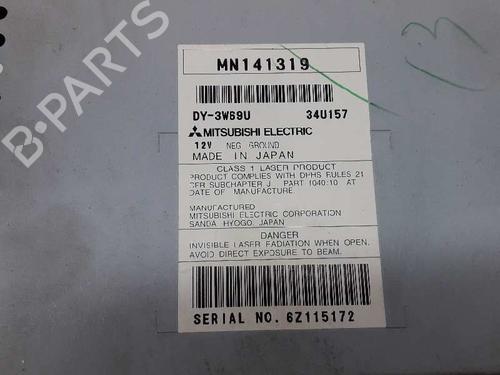 MN141319
DY-3W69U 34U157
MITSUBISHI ELECTRIC
12V NEG GROUND
MADE IN JAPAN
CLASS 1 LASER PRODUCT
PRODUCT COMPLIES WITH DHHS RULES 21
CFR SUBCHAPTER J PART 1040:10 AT
DATE OF MANUFACTURE.
MANUFACTURED
MITSUBISHI ELECTRIC CORPORATION
SANDA HYOGO, JAPAN
DANGER
INVISIBLE LASER RADIATION WHEN OPEN.
AVOID DIRECT EXPOSURE TO BEAM.
SERIAL NO. 6Z115172
B-PARTS
B-PARTS
B-PARTS